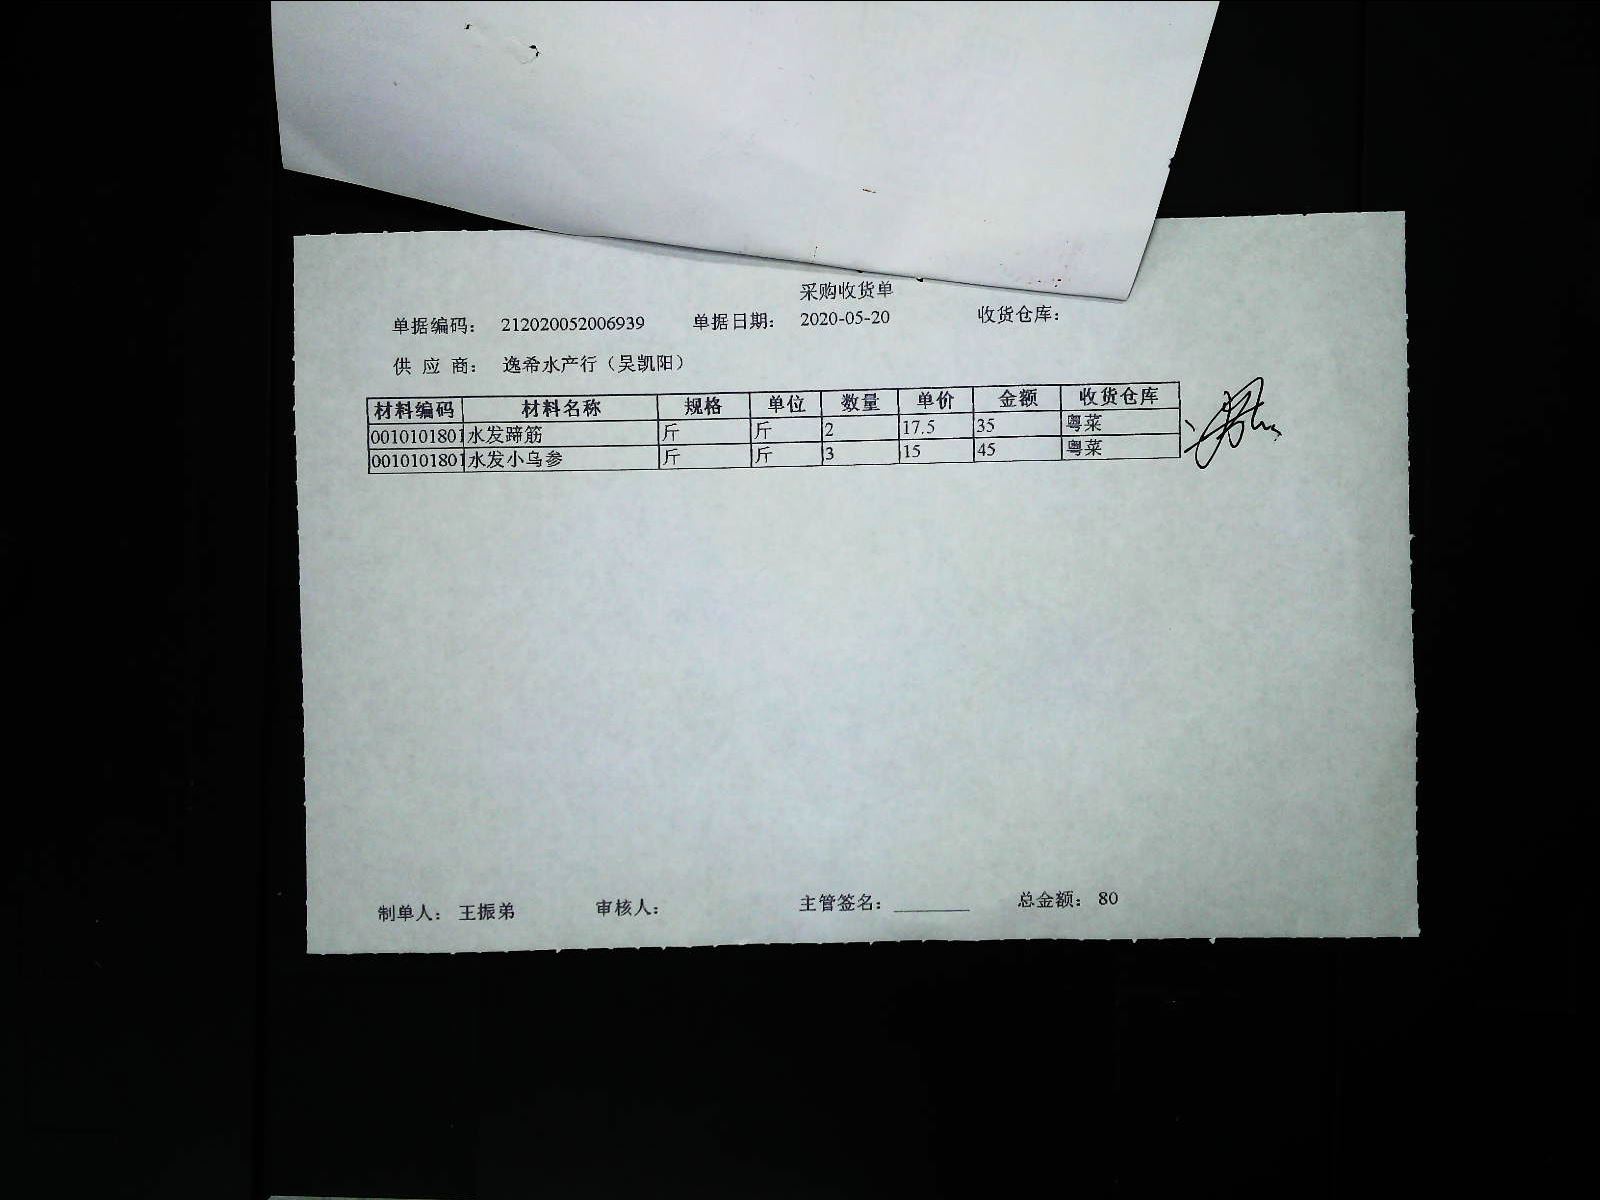 采购收货单
单据编码： 212020052006939 单据日期： 2020-05-20 收货仓库：
供 应 商： 逸希水产行（吴凯阳）
材料编码 材料名称 规格 单位 数量 单价 金额 收货仓库
0010101801 水发蹄筋 斤 斤 2 17.5 35 粤菜
0010101801 水发小乌参 斤 斤 3 15 45 粤菜
制单人： 王振弟 审核人： 主管签名： ________ 总金额： 80